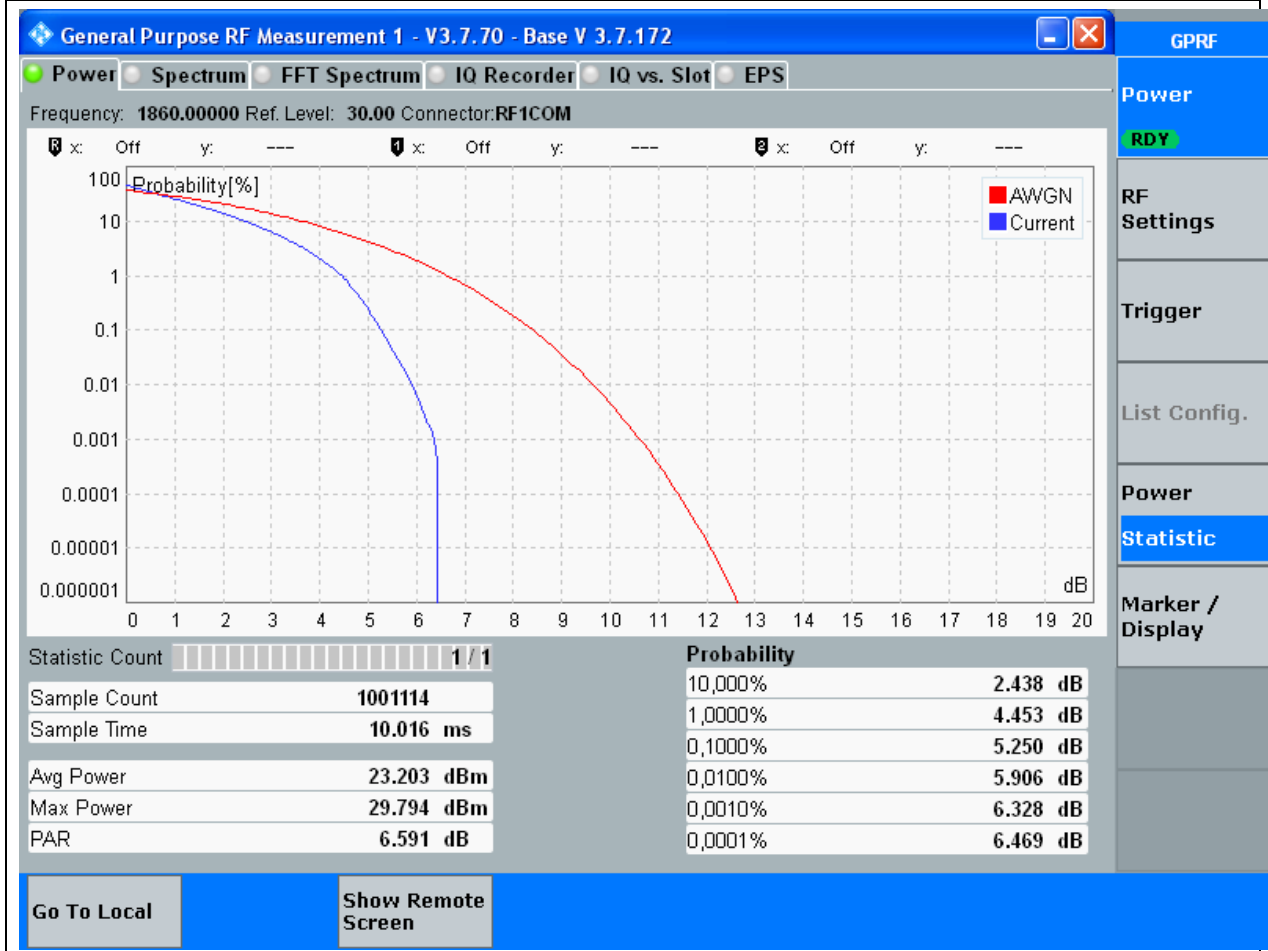 General Purpose RF Measurement 1 - V3.7.70 - Base V 3.7.172
GPRF
Power Spectrum FFT Spectrum IQ Recorder IQ vs. Slot EPS
Frequency: 1860.00000 Ref. Level: 30.00 Connector:RF1COM
R x: Off y: --- 1 x: Off y: --- 2 x: Off y: ---
Probability[%]
AWGN
Current
100
10
1
0.1
0.01
0.001
0.0001
0.00001
0.000001
dB
0 1 2 3 4 5 6 7 8 9 10 11 12 13 14 15 16 17 18 19 20
Statistic Count 1 / 1
Sample Count 1001114
Sample Time 10.016 ms
Avg Power 23.203 dBm
Max Power 29.794 dBm
PAR 6.591 dB
Probability
10,000% 2.438 dB
1,0000% 4.453 dB
0,1000% 5.250 dB
0,0100% 5.906 dB
0,0010% 6.328 dB
0,0001% 6.469 dB
Power
RDY
RF
Settings
Trigger
List Config.
Power
Statistic
Marker /
Display
Go To Local
Show Remote
Screen